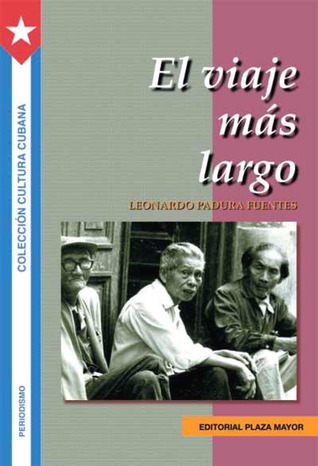 El viaje
más
largo
LEONARDO PADURA FUENTES
COLECCIÓN CULTURA CUBANA
PERIODISMO
EDITORIAL PLAZA MAYOR